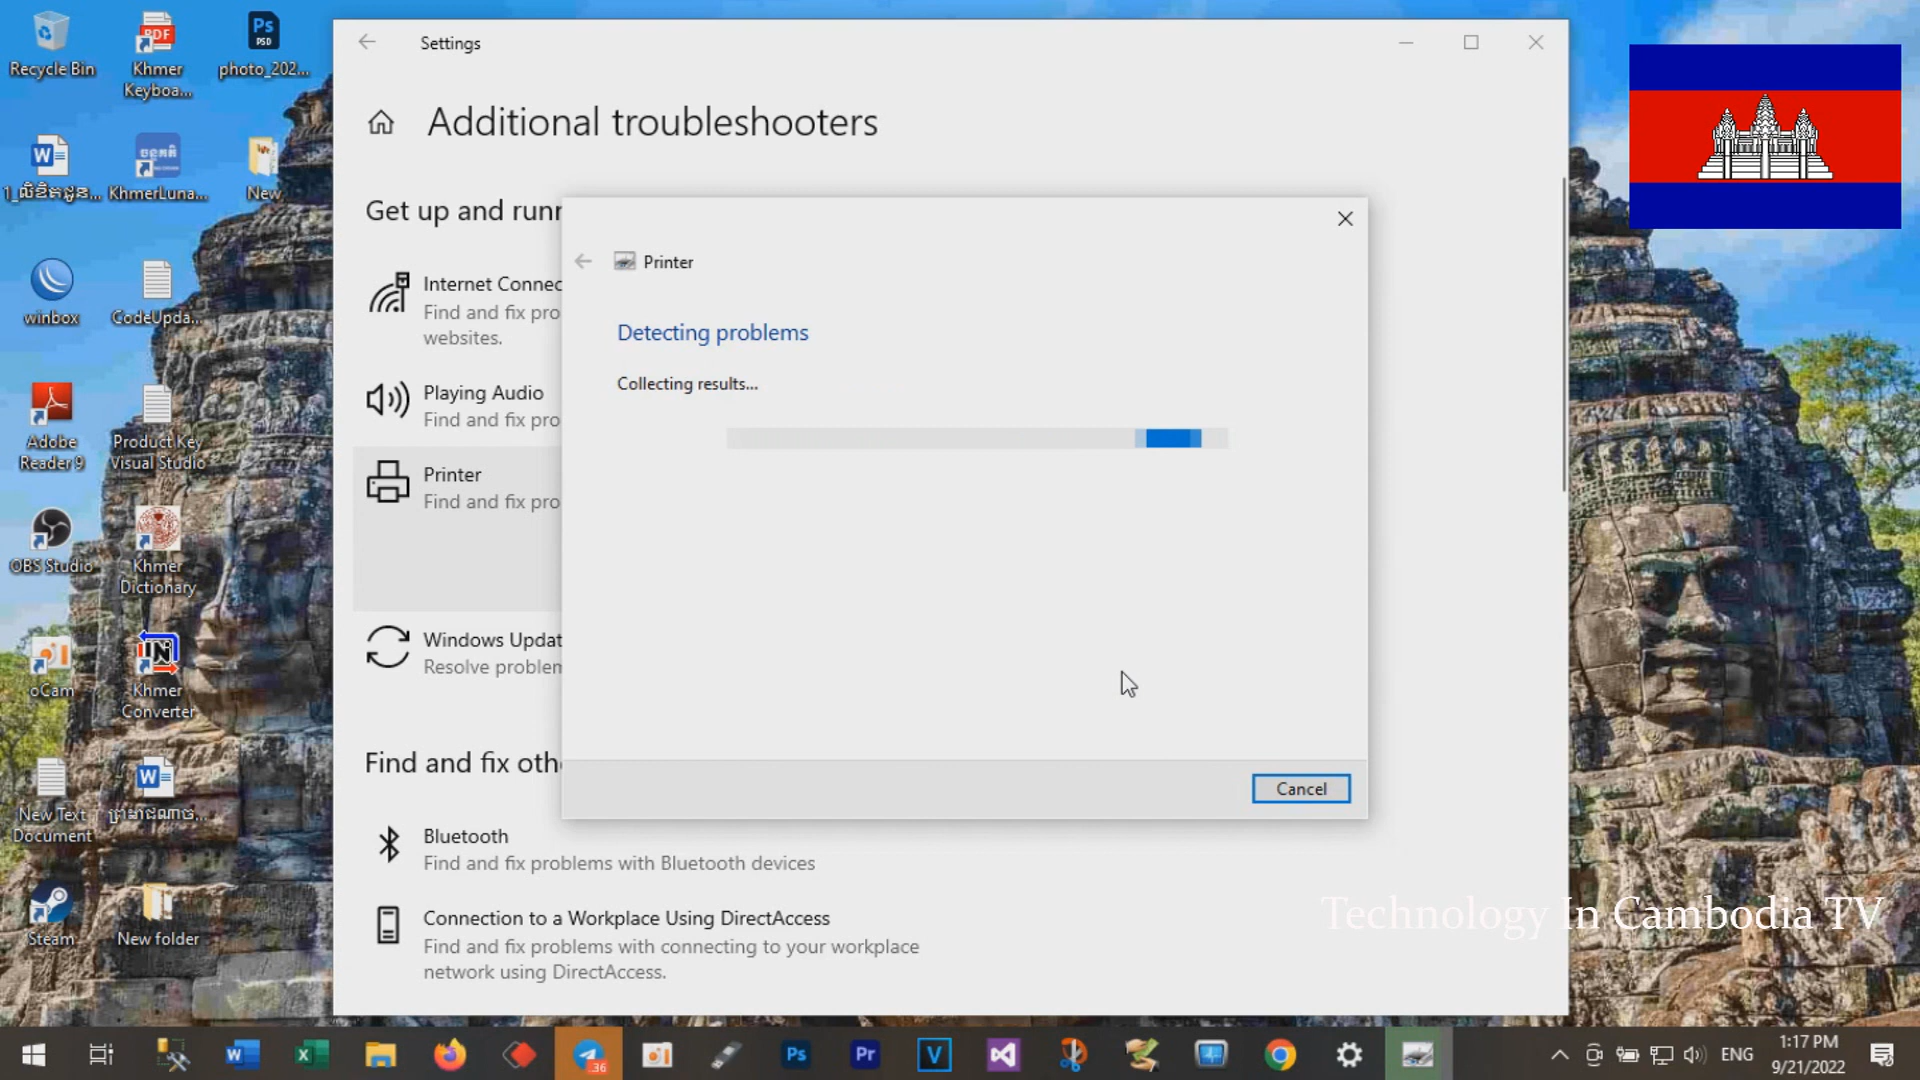 Recycle Bin
Khmer
Keyboa...
photo_202...
KhmerLuna...
New
winbox
CodeUpda...
Adobe
Reader 9
Product Key
Visual Studio
OBS Studio
Khmer
Dictionary
oCam
Khmer
Converter
New Text
Document
Steam
New folder
Settings
Additional troubleshooters
Get up and runn
Internet Connec
Find and fix pro
websites.
Playing Audio
Find and fix pro
Printer
Find and fix pro
Windows Updat
Resolve problem
Find and fix oth
Bluetooth
Find and fix problems with Bluetooth devices
Connection to a Workplace Using DirectAccess
Find and fix problems with connecting to your workplace
network using DirectAccess.
Printer
Detecting problems
Collecting results...
Cancel
Technology In Cambodia TV
ENG
1:17 PM
9/21/2022